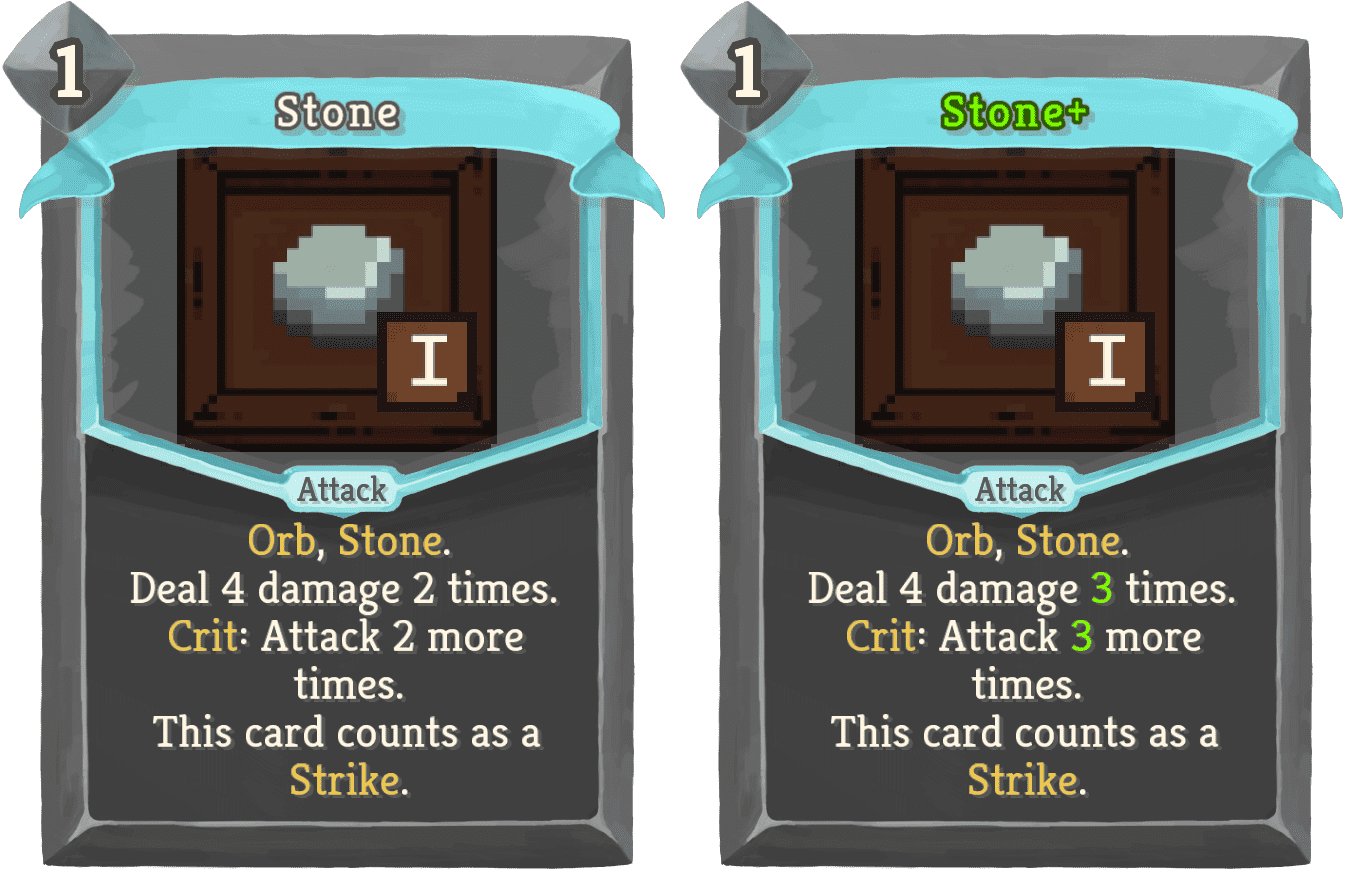 1
Stone
I
Attack
Orb, Stone.
Deal 4 damage 2 times.
Crit: Attack 2 more
times.
This card counts as a
Strike.
1
Stone+
I
Attack
Orb, Stone.
Deal 4 damage 3 times.
Crit: Attack 3 more
times.
This card counts as a
Strike.